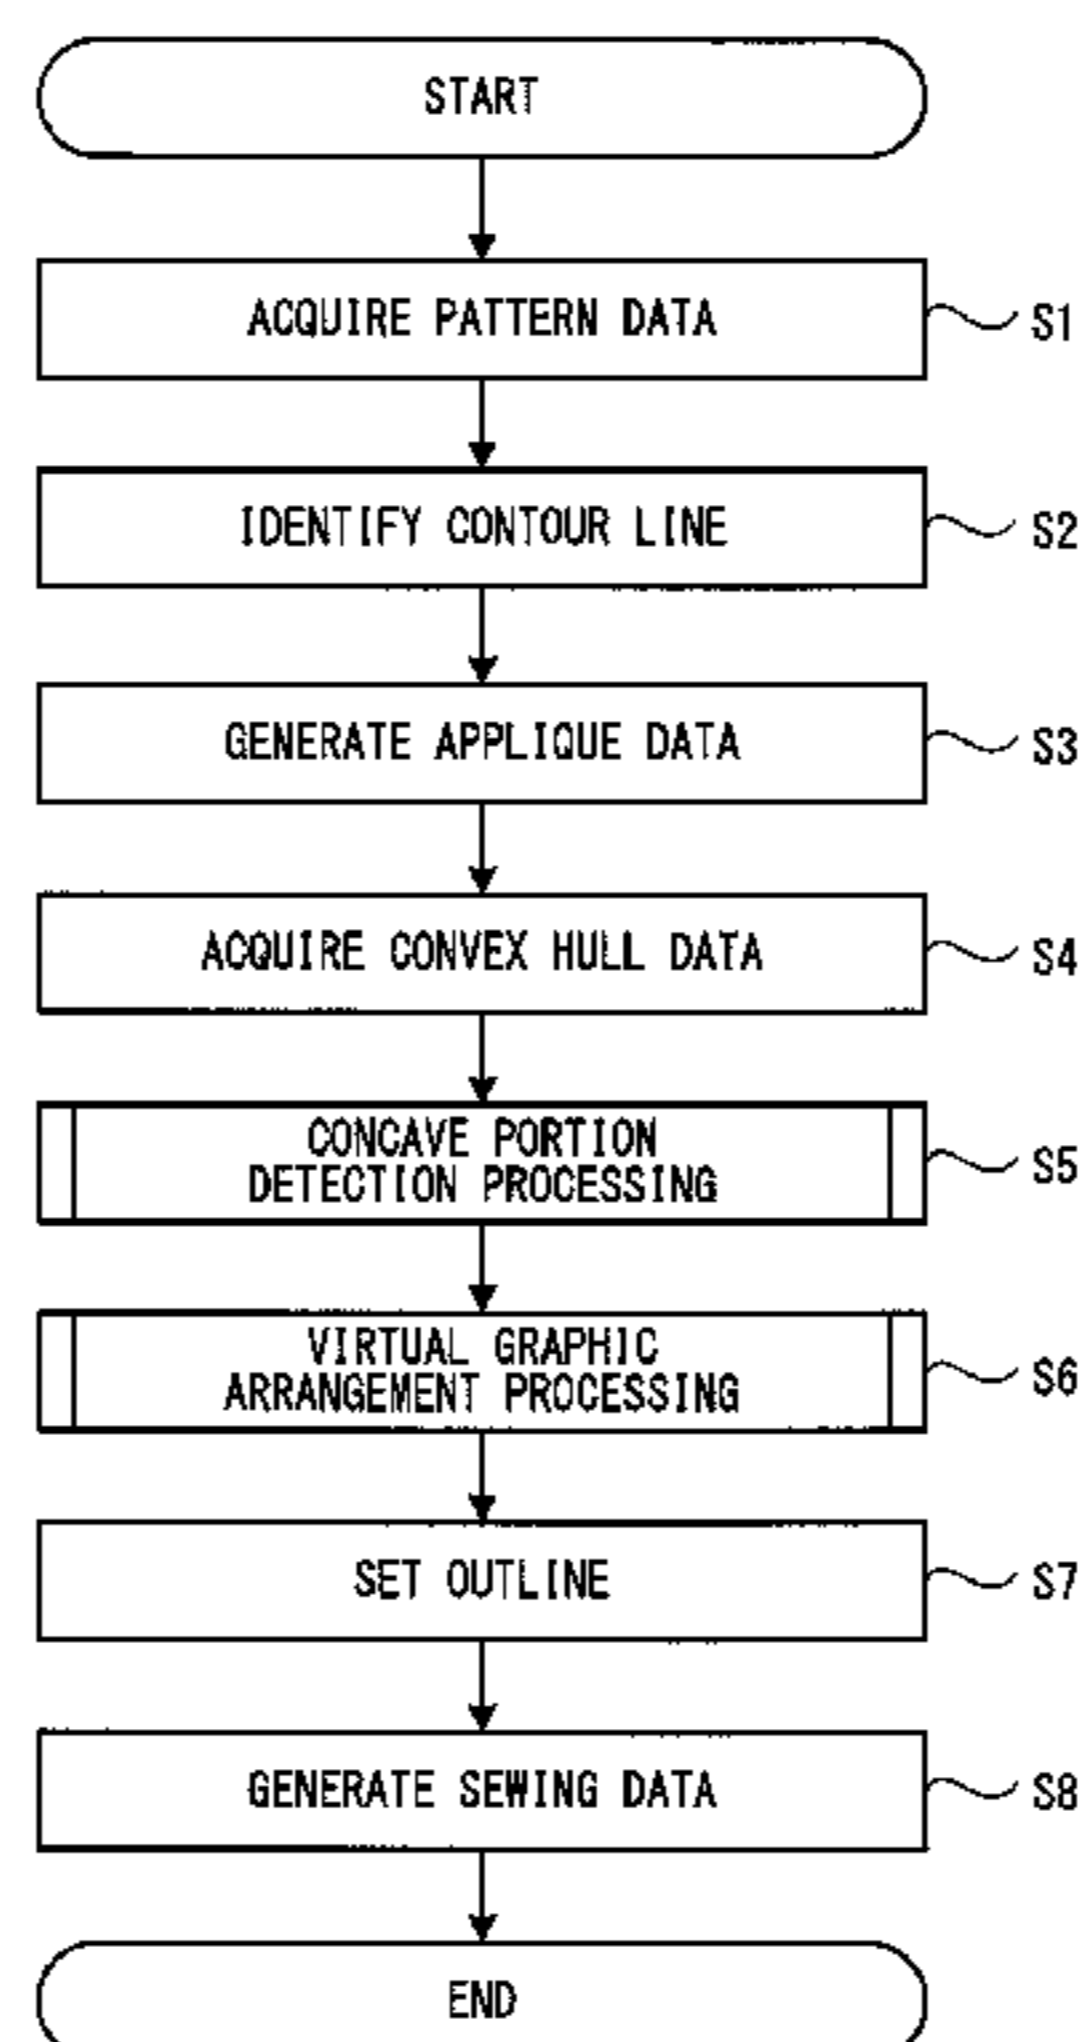 START
ACQUIRE PATTERN DATA
S1
IDENTIFY CONTOUR LINE
S2
GENERATE APPLIQUE DATA
S3
ACQUIRE CONVEX HULL DATA
S4
CONCAVE PORTION
DETECTION PROCESSING
S5
VIRTUAL GRAPHIC
ARRANGEMENT PROCESSING
S6
SET OUTLINE
S7
GENERATE SEWING DATA
S8
END